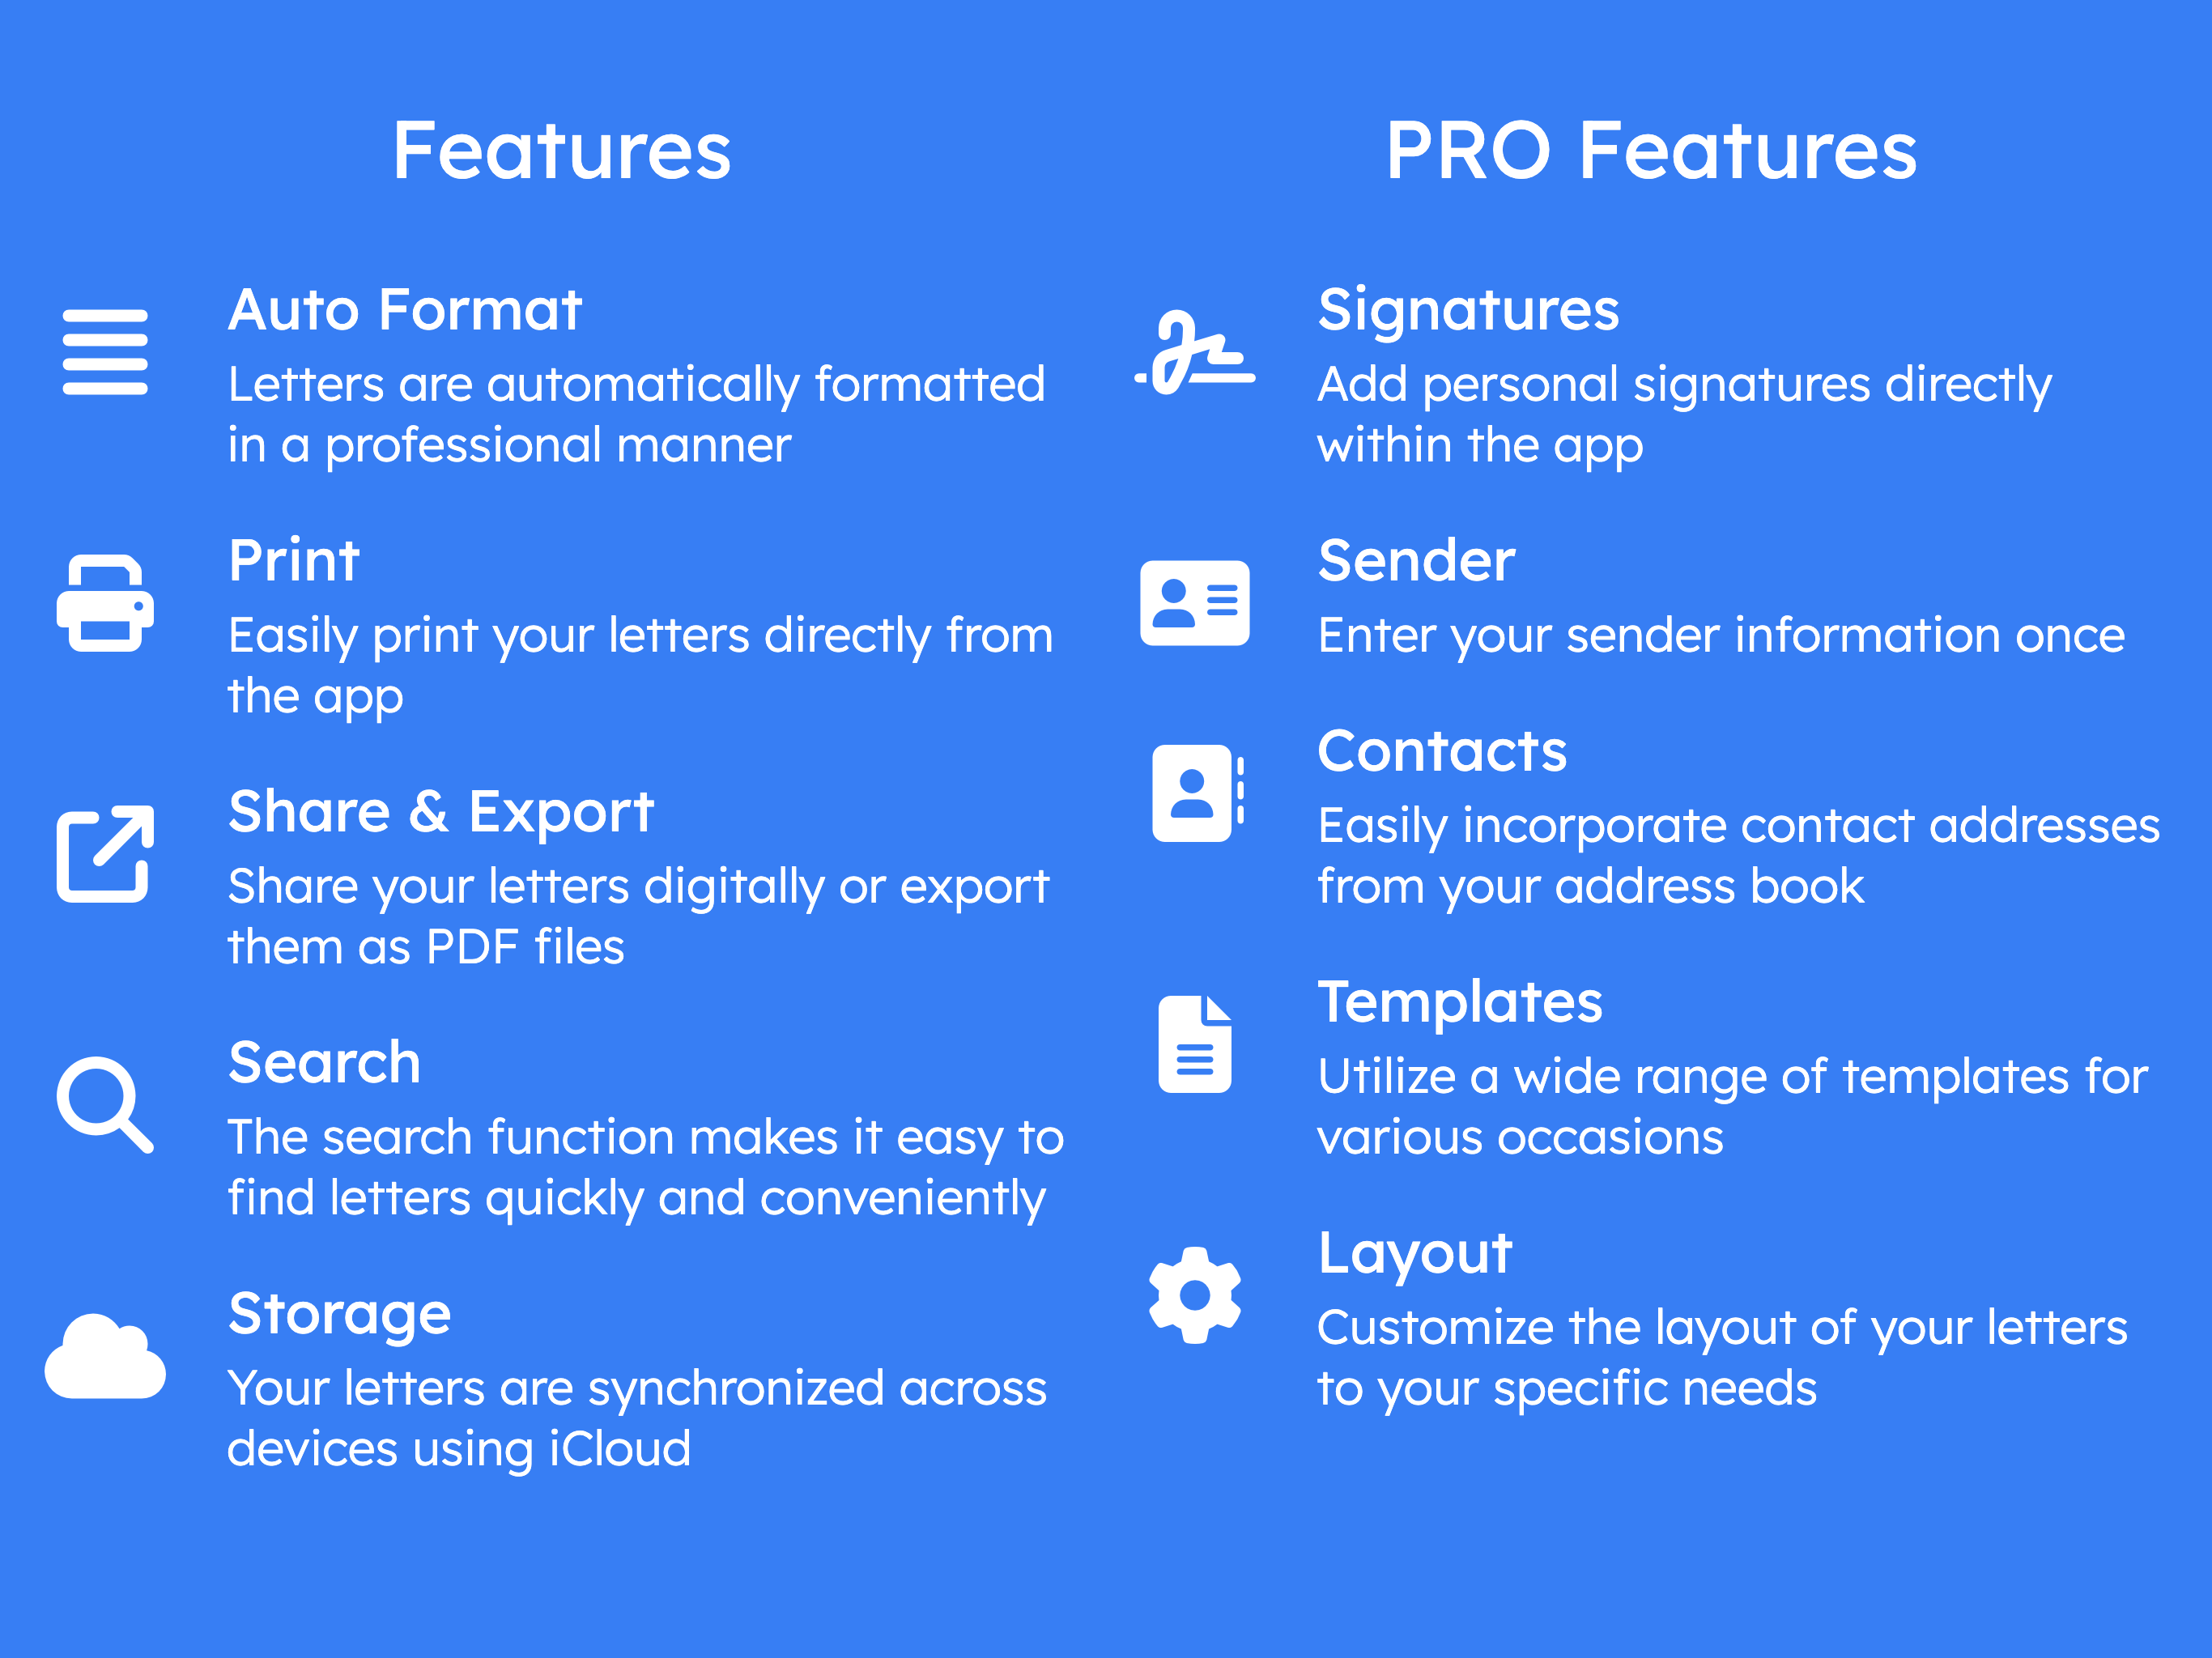 Features
Auto Format
Letters are automatically formatted
in a professional manner
Print
Easily print your letters directly from
the app
Share & Export
Share your letters digitally or export
them as PDF files
Search
The search function makes it easy to
find letters quickly and conveniently
Storage
Your letters are synchronized across
devices using iCloud
PRO Features
Signatures
Add personal signatures directly
within the app
Sender
Enter your sender information once
Contacts
Easily incorporate contact addresses
from your address book
Templates
Utilize a wide range of templates for
various occasions
Layout
Customize the layout of your letters
to your specific needs